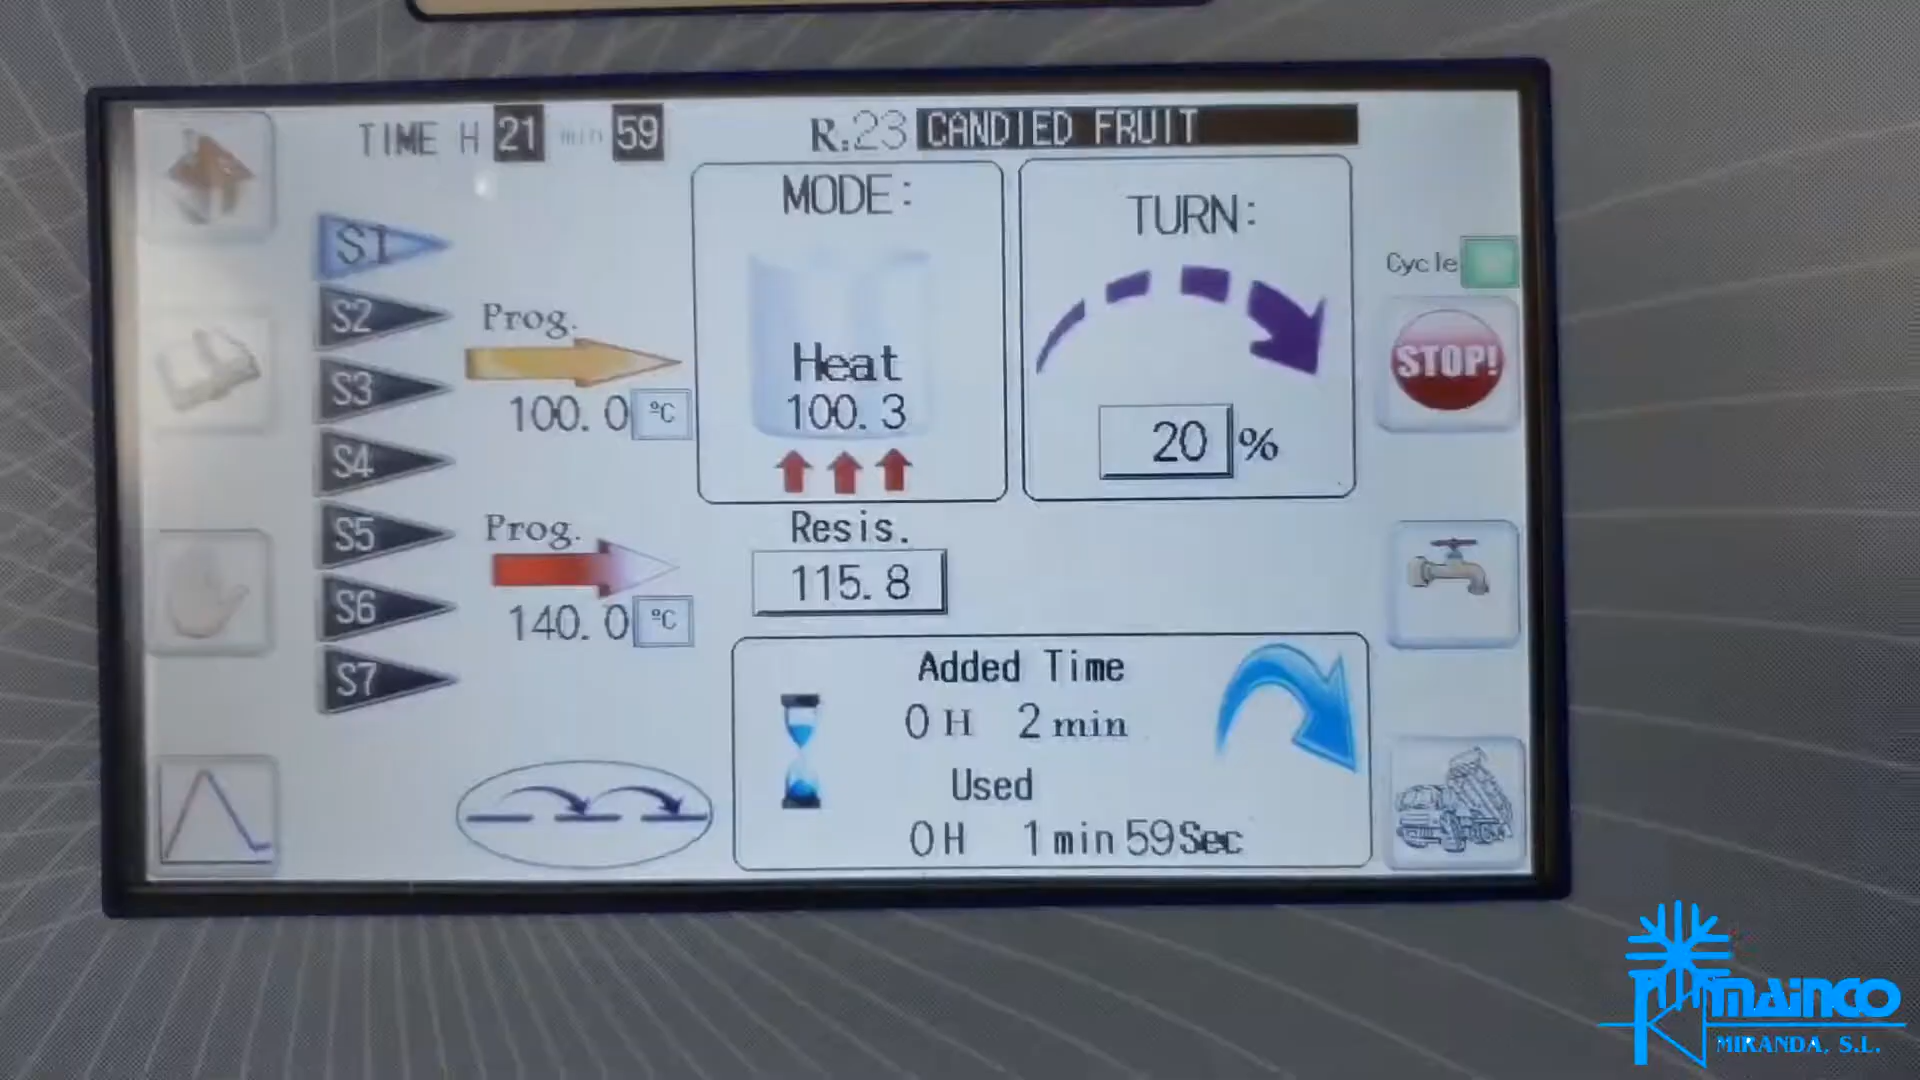 TIME H 21 min 59
R.23 CANDIED FRUIT
MODE:
TURN:
S1
Cycle
S2
Prog.
STOP!
S3
Heat
100.0 ºC
100.3
20 %
S4
Resis.
S5
Prog.
115.8
S6
140.0 ºC
S7
Added Time
0 H 2 min
Used
0 H 1 min 59 Sec
MAINCO
MIRANDA, S.L.